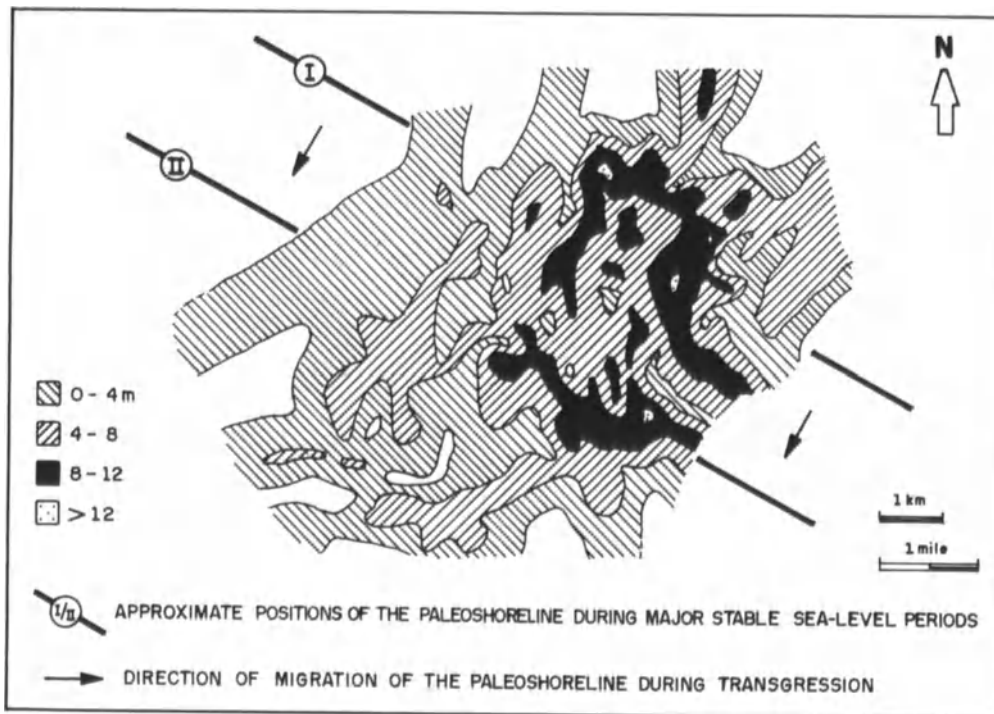 I
N
II
0 - 4 m
4 - 8
8 - 12
> 12
1 km
1 mile
I/II APPROXIMATE POSITIONS OF THE PALEOSHORELINE DURING MAJOR STABLE SEA-LEVEL PERIODS
DIRECTION OF MIGRATION OF THE PALEOSHORELINE DURING TRANSGRESSION